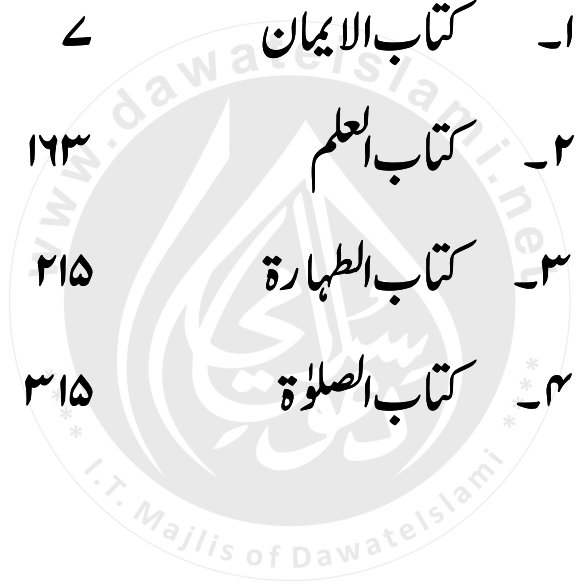 ۱۔ کتاب الایمان ۷
۲۔ کتاب العلم ۱۶۳
۳۔ کتاب الطہارۃ ۲۱۵
۴۔ کتاب الصلوٰۃ ۳۱۵
www.dawateislami.net
I.T. Majlis of DawateIslami